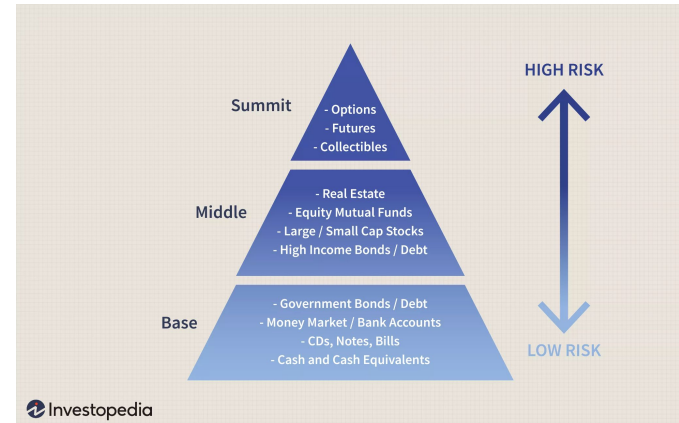 HIGH RISK
Summit
- Options
- Futures
- Collectibles
Middle
- Real Estate
- Equity Mutual Funds
- Large / Small Cap Stocks
- High Income Bonds / Debt
Base
- Government Bonds / Debt
- Money Market / Bank Accounts
- CDs, Notes, Bills
- Cash and Cash Equivalents
LOW RISK
Investopedia